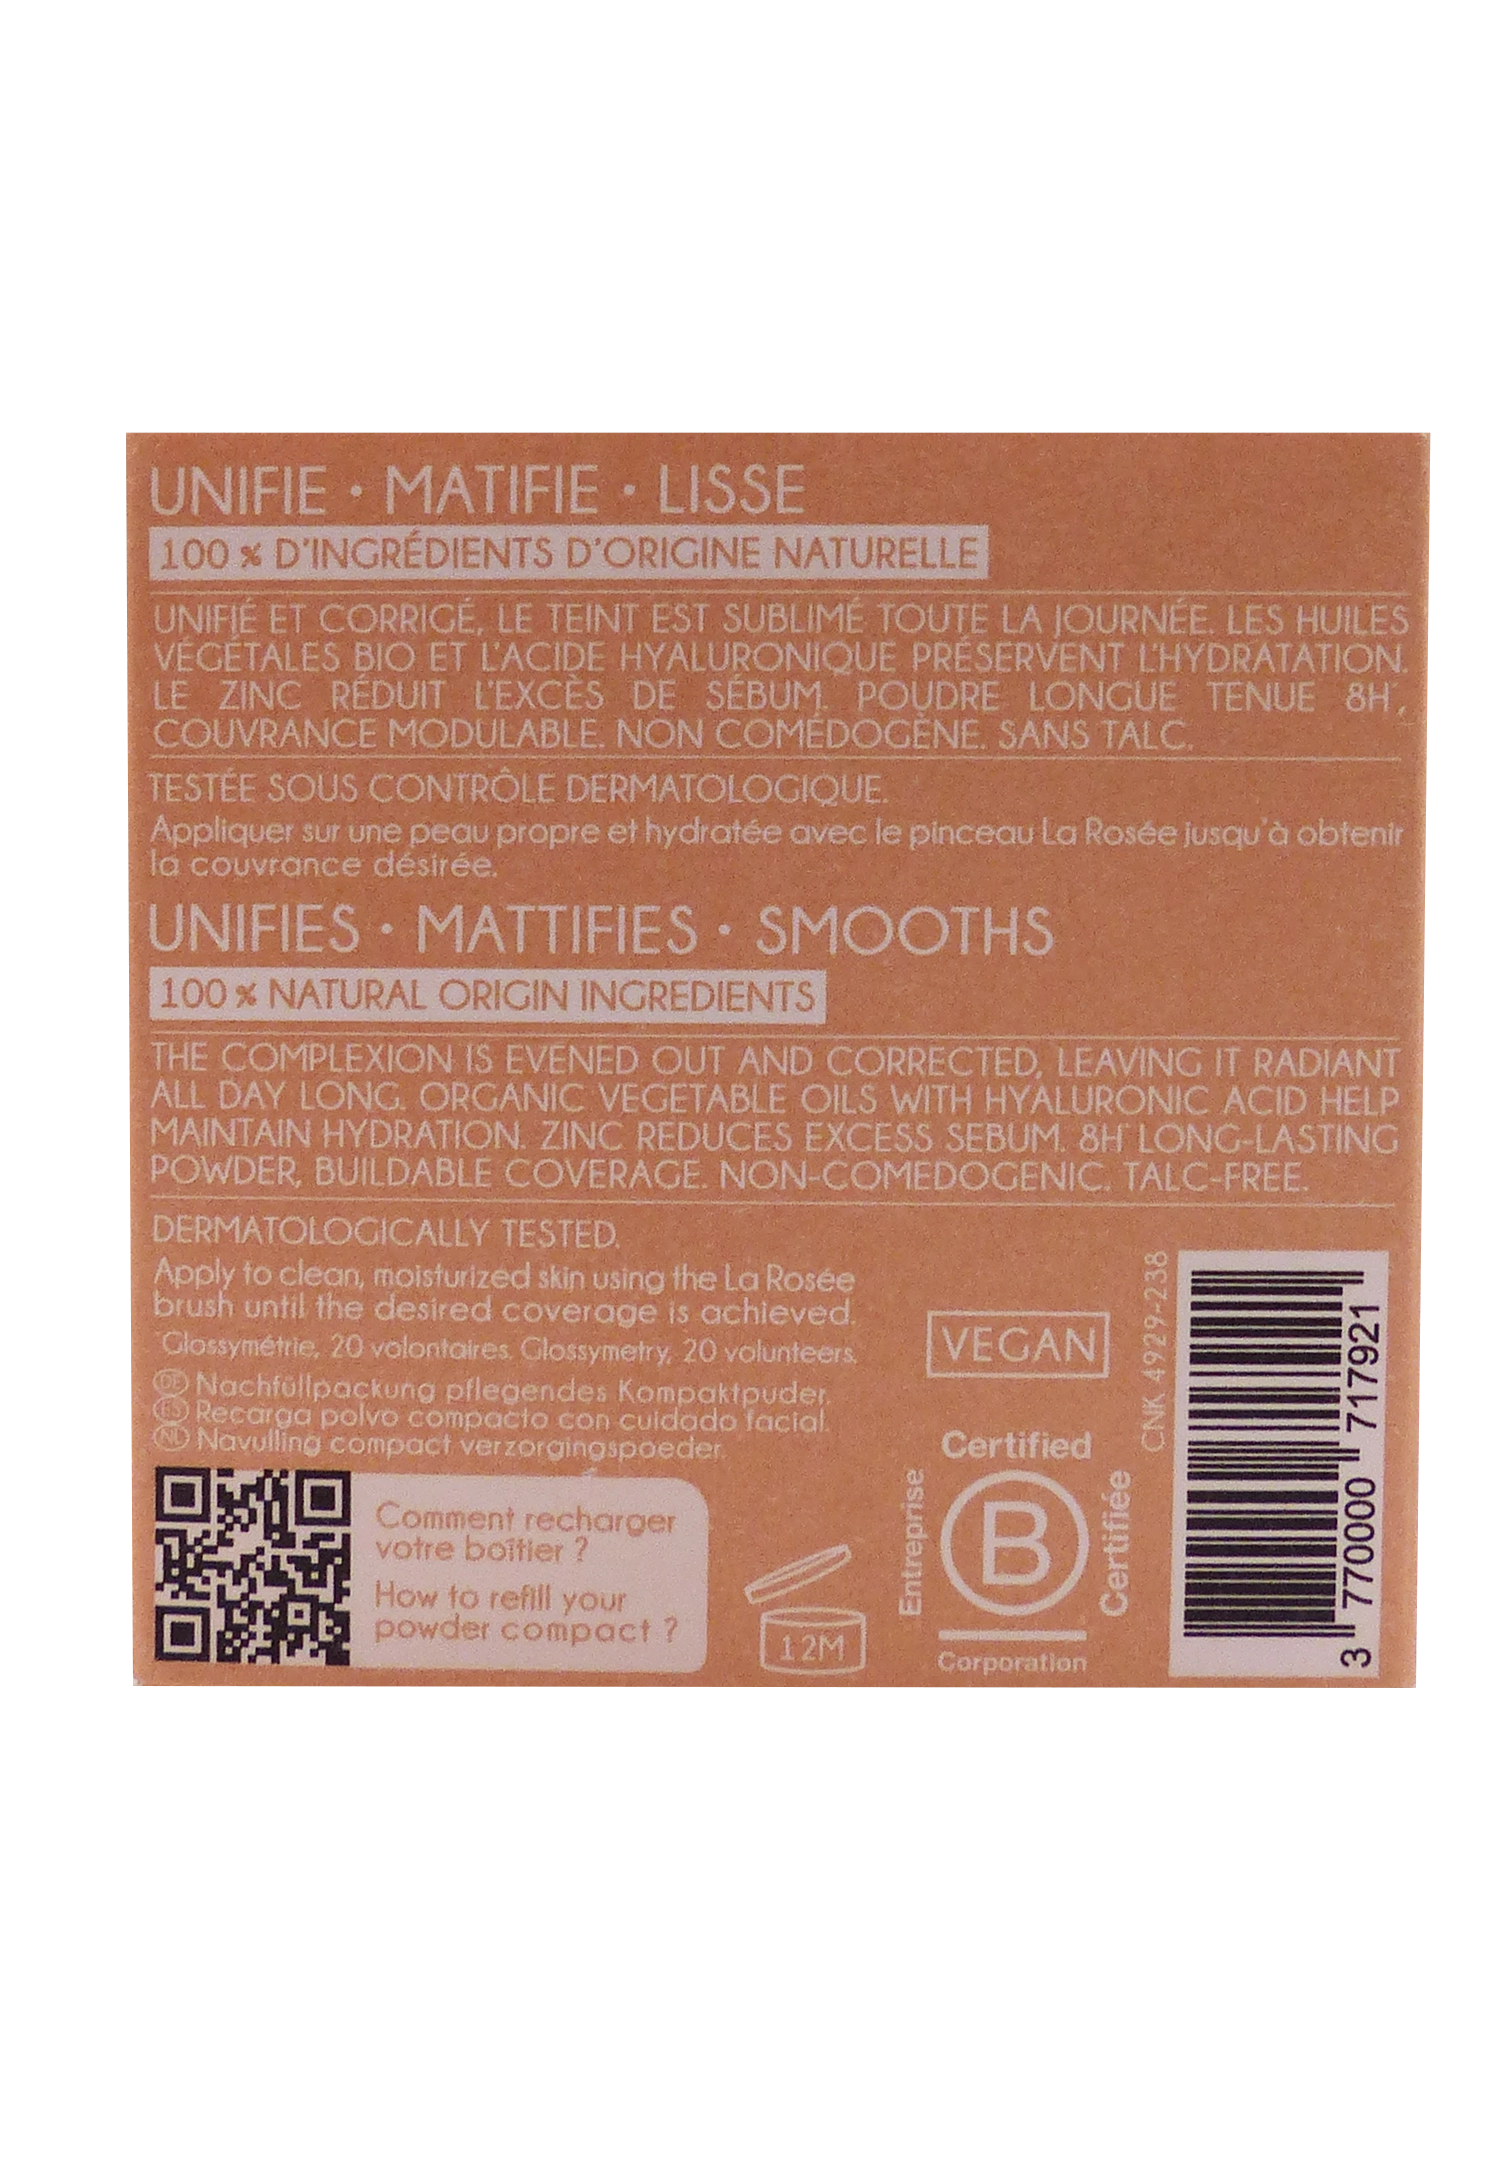 UNIFIE • MATIFIE • LISSE
100 % D'INGRÉDIENTS D'ORIGINE NATURELLE
UNIFIÉ ET CORRIGÉ, LE TEINT EST SUBLIMÉ TOUTE LA JOURNÉE. LES HUILES
VÉGÉTALES BIO ET L'ACIDE HYALURONIQUE PRÉSERVENT L'HYDRATATION.
LE ZINC RÉDUIT L'EXCÈS DE SÉBUM. POUDRE LONGUE TENUE 8H*,
COUVRANCE MODULABLE. NON COMÉDOGÈNE. SANS TALC.
TESTÉE SOUS CONTRÔLE DERMATOLOGIQUE.
Appliquer sur une peau propre et hydratée avec le pinceau La Rosée jusqu'à obtenir
la couvrance désirée.
UNIFIES • MATTIFIES • SMOOTHS
100 % NATURAL ORIGIN INGREDIENTS
THE COMPLEXION IS EVENED OUT AND CORRECTED, LEAVING IT RADIANT
ALL DAY LONG. ORGANIC VEGETABLE OILS WITH HYALURONIC ACID HELP
MAINTAIN HYDRATION. ZINC REDUCES EXCESS SEBUM. 8H* LONG-LASTING
POWDER, BUILDABLE COVERAGE. NON-COMEDOGENIC. TALC-FREE.
DERMATOLOGICALLY TESTED.
Apply to clean, moisturized skin using the La Rosée
brush until the desired coverage is achieved.
*Glossymétrie, 20 volontaires. Glossymetry, 20 volunteers.
DE Nachfüllpackung pflegendes Kompaktpuder.
ES Recarga polvo compacto con cuidado facial.
NL Navulling compact verzorgingspoeder.
Comment recharger
votre boîtier ?
How to refill your
powder compact ?
12M
VEGAN
Certified
Entreprise
B
Certifiée
Corporation
CNK 4929-238
3 770000 717921